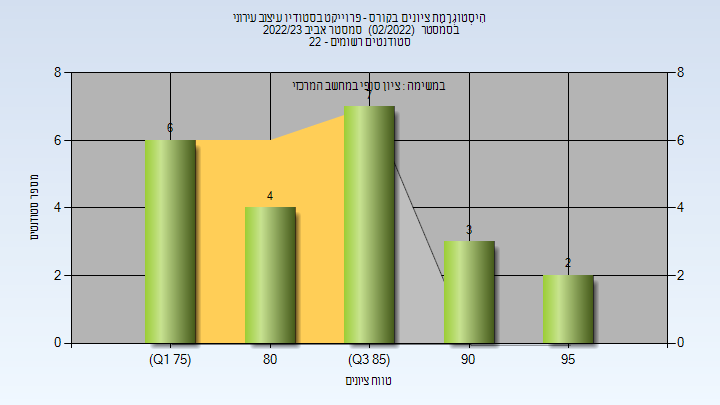 היסטוגרמת ציונים בקורס - פרוייקט בסטודיו עיצוב עירוני
בסמסטר (02/2022) סמסטר אביב 2022/23
סטודנטים רשומים - 22
במשימה : ציון סופי במחשב המרכזי
8 8
6 6
4 4
2 2
0 0
6
4
7
3
2
מספר סטודנטים
(Q1 75) 80 (Q3 85) 90 95
טווח ציונים